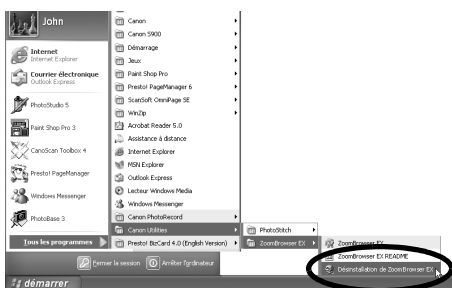 John
Internet
Internet Explorer
Courrier électronique
Outlook Express
PhotoStudio 5
Paint Shop Pro 3
CanoScan Toolbox 4
Presto! PageManager
Windows Messenger
PhotoBase 3
Tous les programmes
Canon
Canon S900
Démarrage
Jeux
Paint Shop Pro
Presto! PageManager 6
ScanSoft OmniPage SE
WinZip
Acrobat Reader 5.0
Assistance à distance
Internet Explorer
MSN Explorer
Outlook Express
Lecteur Windows Media
Windows Messenger
Canon PhotoRecord
Canon Utilities
Presto! BizCard 4.0 (English Version)
PhotoStitch
ZoomBrowser EX
ZoomBrowser EX
ZoomBrowser EX README
Désinstallation de ZoomBrowser EX
Fermer la session
Arrêter l'ordinateur
démarrer